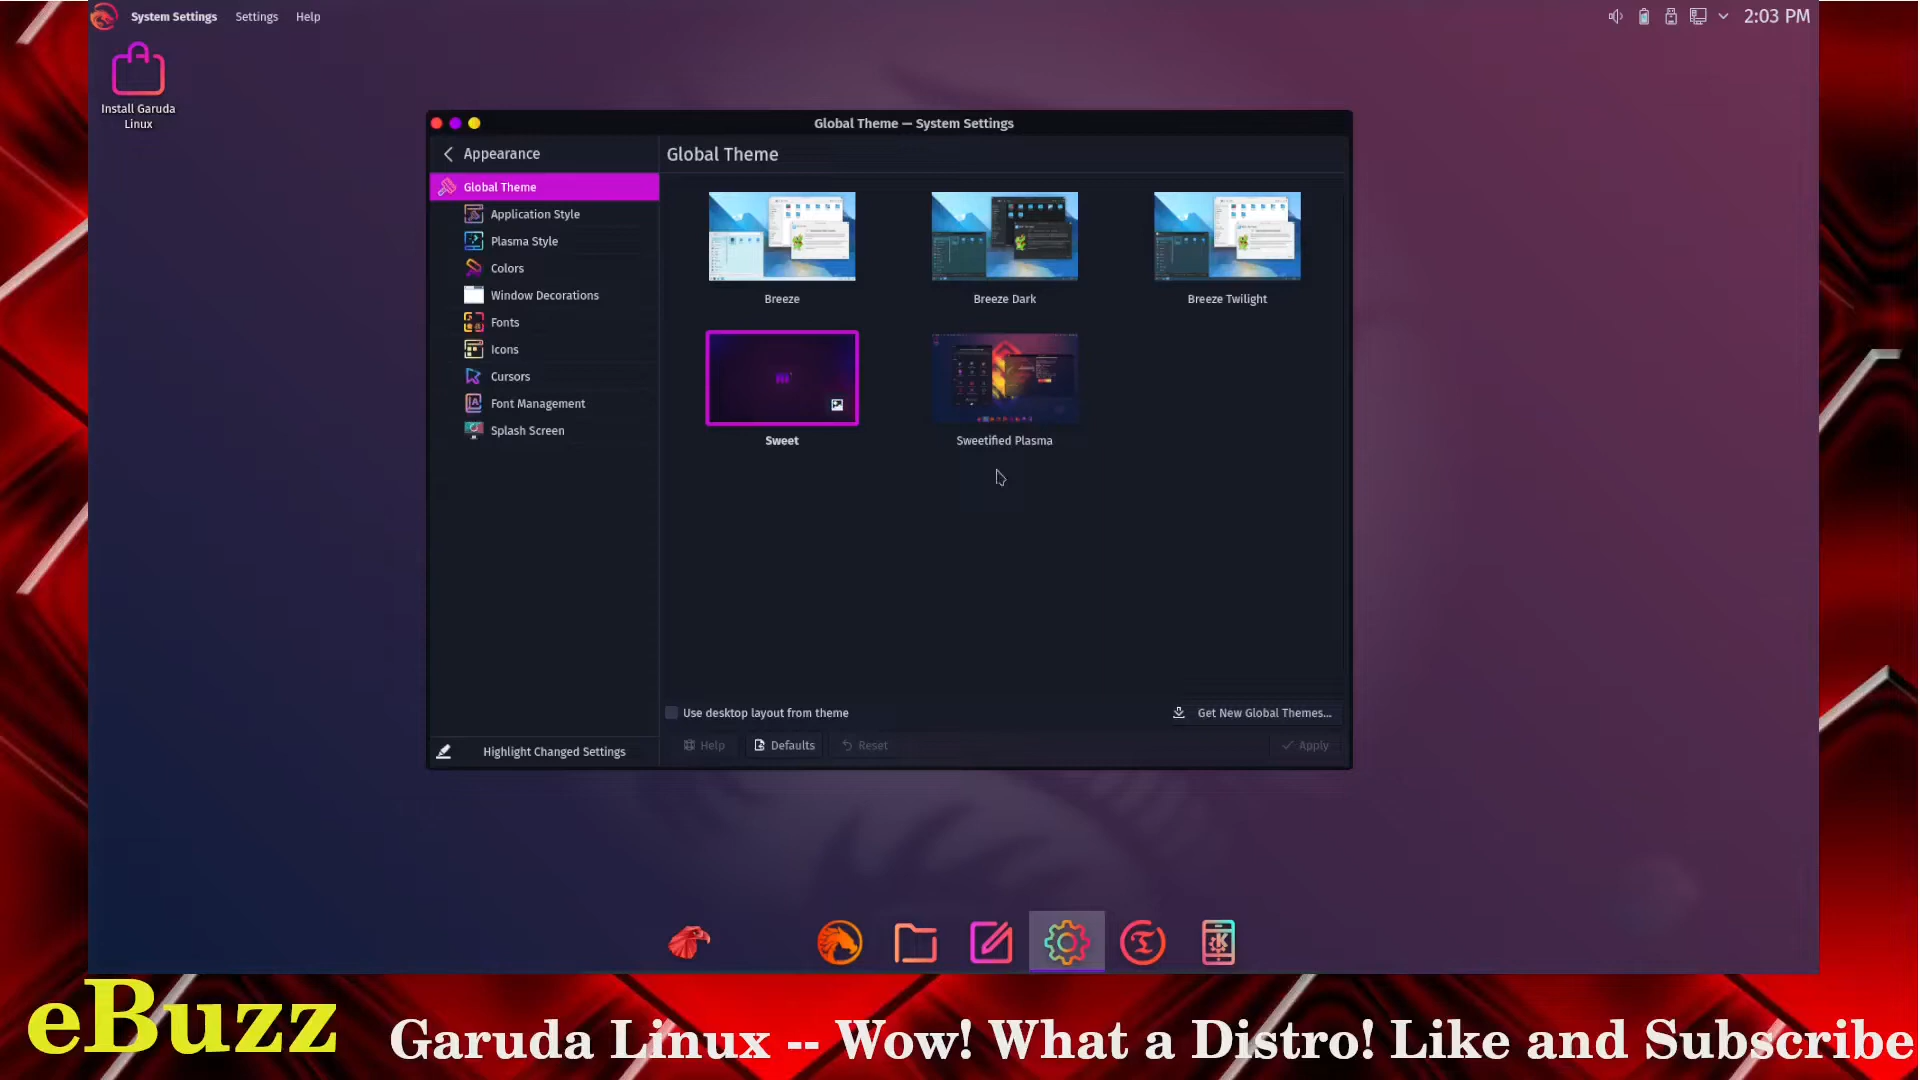 System Settings Settings Help
2:03 PM
Install Garuda
Linux
Global Theme — System Settings
Appearance
Global Theme
Global Theme
Application Style
Plasma Style
Colors
Window Decorations
Fonts
Icons
Cursors
Font Management
Splash Screen
Breeze
Breeze Dark
Breeze Twilight
Sweet
Sweetified Plasma
Use desktop layout from theme
Get New Global Themes...
Highlight Changed Settings
Help
Defaults
Reset
Apply
eBuzz
Garuda Linux -- Wow! What a Distro! Like and Subscribe